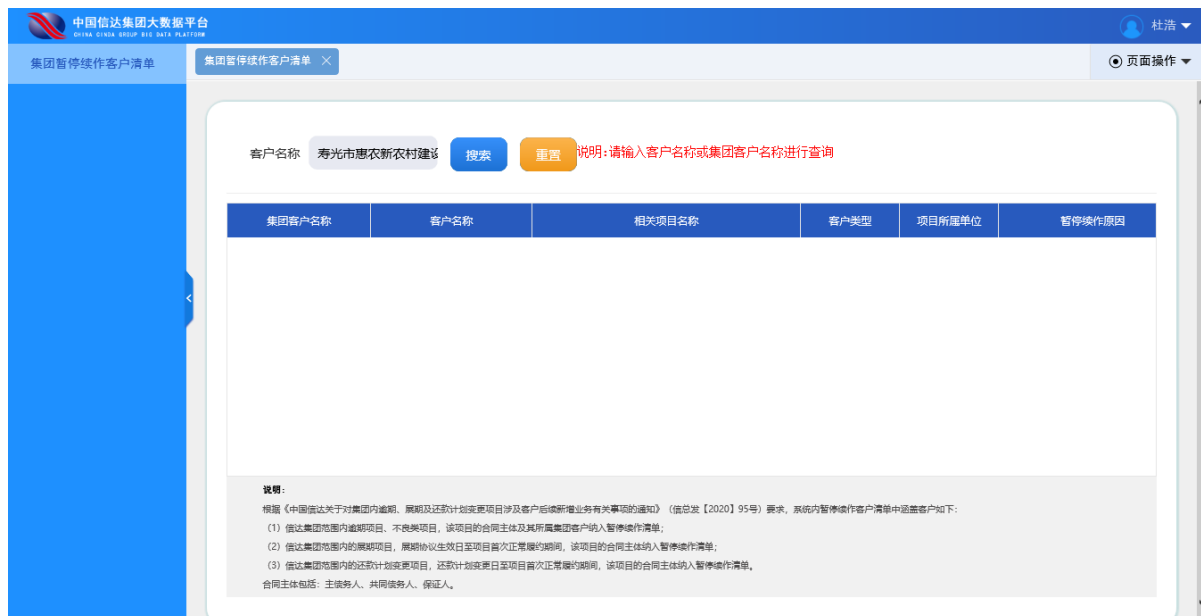 中国信达集团大数据平台
CHINA CINDA GROUP BIG DATA PLATFORM
杜浩
集团暂停续作客户清单
集团暂停续作客户清单
页面操作
客户名称 寿光市惠农新农村建设 搜索 重置 说明:请输入客户名称或集团客户名称进行查询
集团客户名称 客户名称 相关项目名称 客户类型 项目所属单位 暂停续作原因
说明:
根据《中国信达关于对集团内逾期、展期及还款计划变更项目涉及客户后续新增业务有关事项的通知》(信总发【2020】95号)要求,系统内暂停续作客户清单中涵盖客户如下:
(1)信达集团范围内逾期项目、不良类项目,该项目的合同主体及其所属集团客户纳入暂停续作清单;
(2)信达集团范围内的展期项目,展期协议生效日至项目首次正常履约期间,该项目的合同主体纳入暂停续作清单;
(3)信达集团范围内的还款计划变更项目,还款计划变更日至项目首次正常履约期间,该项目的合同主体纳入暂停续作清单。
合同主体包括:主债务人、共同债务人、保证人。